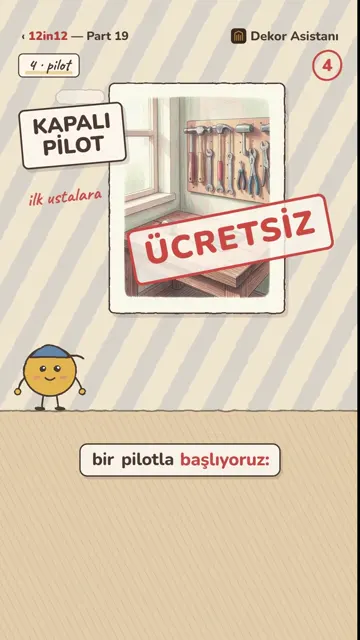 ‹ 12in12 — Part 19
Dekor Asistanı
4 · pilot
4
KAPALI
PİLOT
ilk ustalara
ÜCRETSİZ
bir pilotla başlıyoruz: